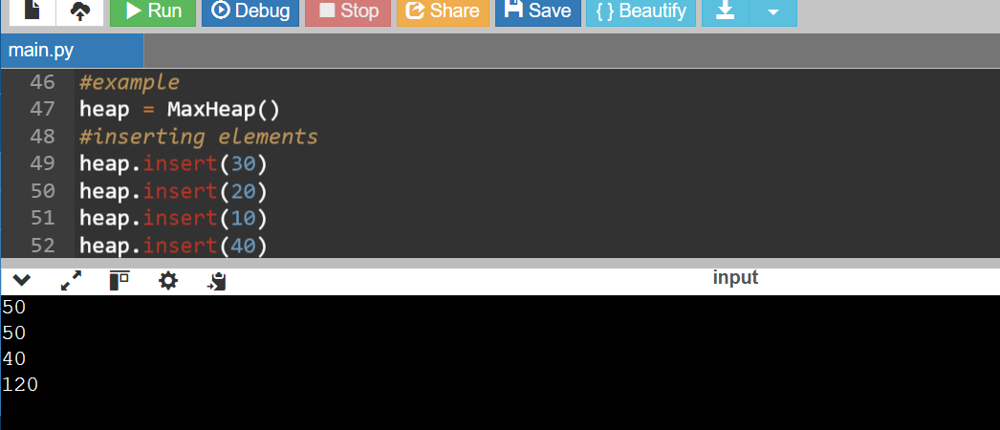 Run Debug Stop Share Save { } Beautify
main.py
46 #example
47 heap = MaxHeap()
48 #inserting elements
49 heap.insert(30)
50 heap.insert(20)
51 heap.insert(10)
52 heap.insert(40)
input
50
50
40
120